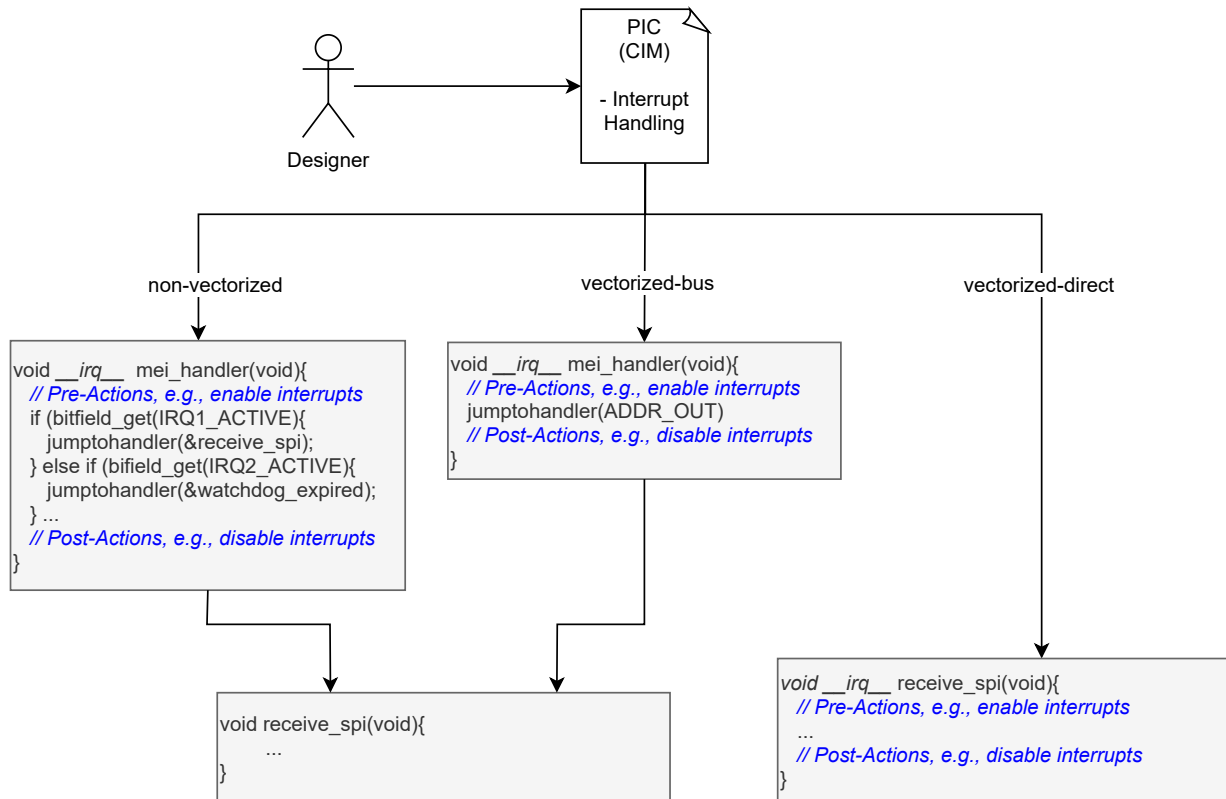 PIC
(CIM)
- Interrupt
Handling
Designer
non-vectorized
vectorized-bus
vectorized-direct
void __irq__ mei_handler(void){
// Pre-Actions, e.g., enable interrupts
if (bitfield_get(IRQ1_ACTIVE){
jumptohandler(&receive_spi);
} else if (bifield_get(IRQ2_ACTIVE){
jumptohandler(&watchdog_expired);
} ...
// Post-Actions, e.g., disable interrupts
}
void __irq__ mei_handler(void){
// Pre-Actions, e.g., enable interrupts
jumptohandler(ADDR_OUT)
// Post-Actions, e.g., disable interrupts
}
void receive_spi(void){
...
}
void __irq__ receive_spi(void){
// Pre-Actions, e.g., enable interrupts
...
// Post-Actions, e.g., disable interrupts
}